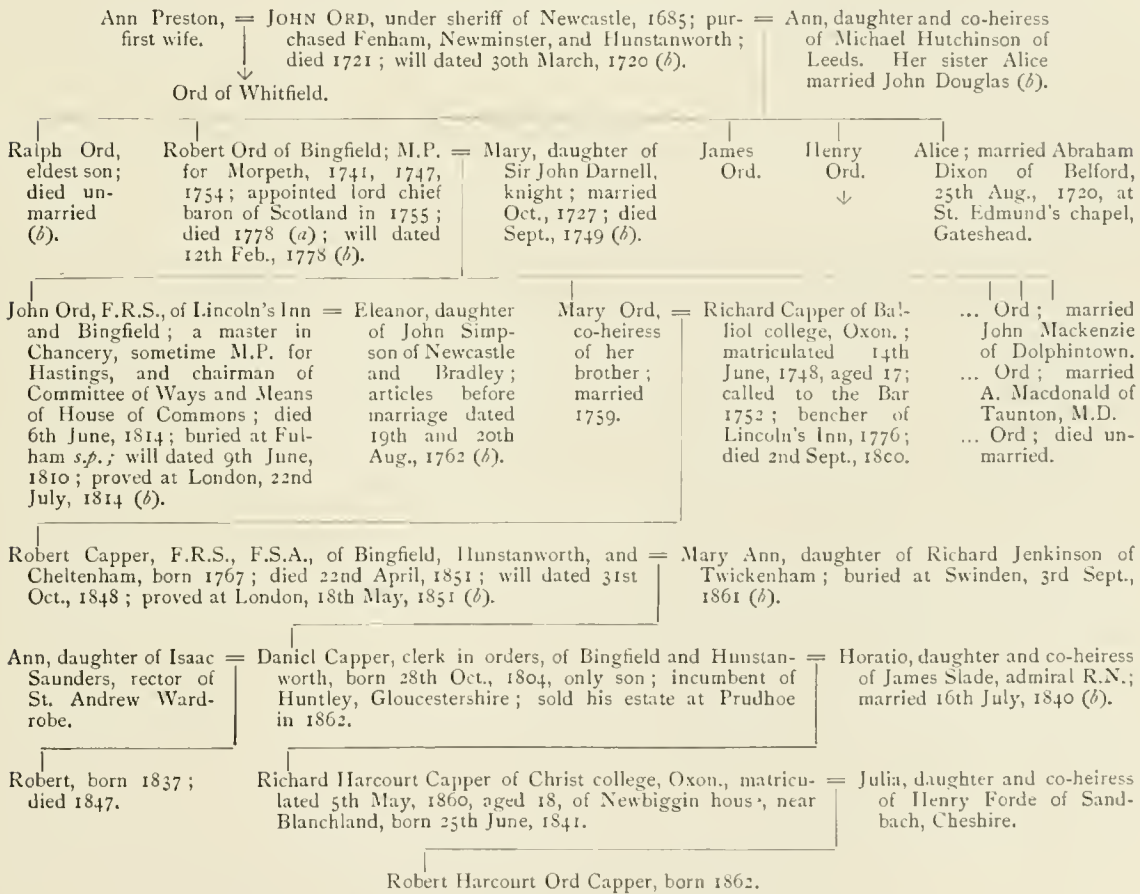 Ann Preston,
first wife.
=
JOHN ORD, under sheriff of Newcastle, 1685; pur-
chased Fenham, Newminster, and Hunstanworth;
died 1721; will dated 30th March, 1720 (b).
=
Ann, daughter and co-heiress
of Michael Hutchinson of
Leeds. Her sister Alice
married John Douglas (b).
Ord of Whitfield.
Ralph Ord,
eldest son;
died un-
married
(b).
Robert Ord of Bingfield; M.P.
for Morpeth, 1741, 1747,
1754; appointed lord chief
baron of Scotland in 1755;
died 1778 (a); will dated
12th Feb., 1778 (b).
=
Mary, daughter of
Sir John Darnell,
knight; married
Oct., 1727; died
Sept., 1749 (b).
James
Ord.
Henry
Ord.
Alice; married Abraham
Dixon of Belford,
25th Aug., 1720, at
St. Edmund's chapel,
Gateshead.
John Ord, F.R.S., of Lincoln's Inn
and Bingfield; a master in
Chancery, sometime M.P. for
Hastings, and chairman of
Committee of Ways and Means
of House of Commons; died
6th June, 1814; buried at Ful-
ham s.p.; will dated 9th June,
1810; proved at London, 22nd
July, 1814 (b).
=
Eleanor, daughter
of John Simp-
son of Newcastle
and Bradley;
articles before
marriage dated
19th and 20th
Aug., 1762 (b).
Mary Ord,
co-heiress
of her
brother;
married
1759.
=
Richard Capper of Bal-
liol college, Oxon.;
matriculated 14th
June, 1748, aged 17;
called to the Bar
1752; bencher of
Lincoln's Inn, 1776;
died 2nd Sept., 1800.
... Ord; married
John Mackenzie
of Dolphintown.
... Ord; married
A. Macdonald of
Taunton, M.D.
... Ord; died un-
married.
Robert Capper, F.R.S., F.S.A., of Bingfield, Hunstanworth, and
Cheltenham, born 1767; died 22nd April, 1851; will dated 31st
Oct., 1848; proved at London, 18th May, 1851 (b).
=
Mary Ann, daughter of Richard Jenkinson of
Twickenham; buried at Swinden, 3rd Sept.,
1861 (b).
Ann, daughter of Isaac
Saunders, rector of
St. Andrew Ward-
robe.
=
Daniel Capper, clerk in orders, of Bingfield and Hunstan-
worth, born 28th Oct., 1804, only son; incumbent of
Huntley, Gloucestershire; sold his estate at Prudhoe
in 1862.
=
Horatio, daughter and co-heiress
of James Slade, admiral R.N.;
married 16th July, 1840 (b).
Robert, born 1837;
died 1847.
Richard Harcourt Capper of Christ college, Oxon., matricu-
lated 5th May, 1860, aged 18, of Newbiggin hous, near
Blanchland, born 25th June, 1841.
=
Julia, daughter and co-heiress
of Henry Forde of Sand-
bach, Cheshire.
Robert Harcourt Ord Capper, born 1862.